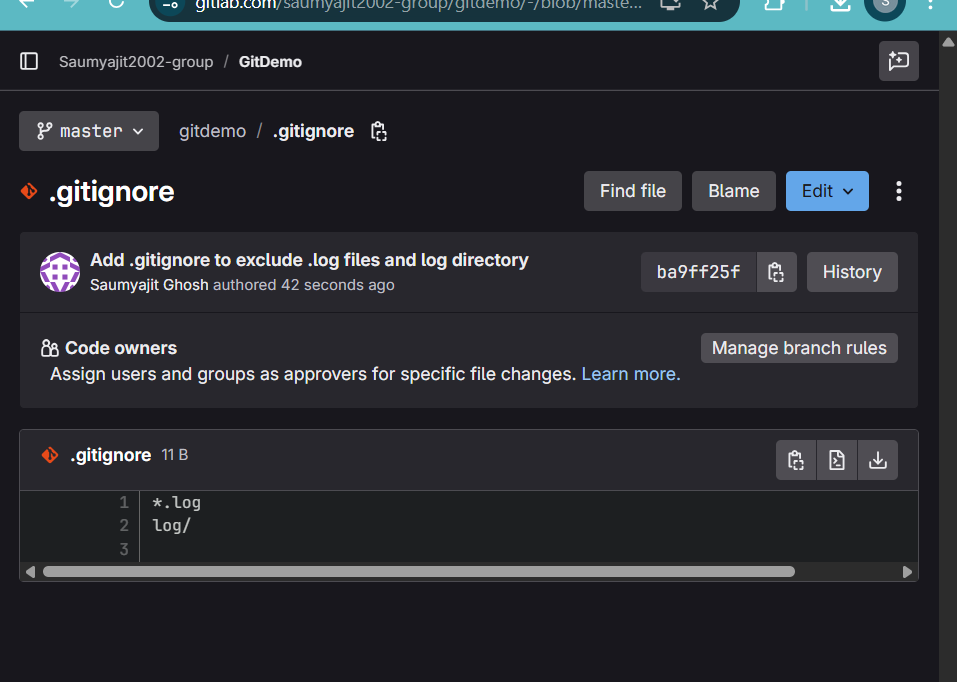 gitlab.com/saumyajit2002-group/gitdemo/-/blob/maste...
S
Saumyajit2002-group / GitDemo
master
gitdemo / .gitignore
.gitignore
Find file
Blame
Edit
Add .gitignore to exclude .log files and log directory
Saumyajit Ghosh authored 42 seconds ago
ba9ff25f
History
Code owners
Manage branch rules
Assign users and groups as approvers for specific file changes. Learn more.
.gitignore 11 B
1 *.log
2 log/
3